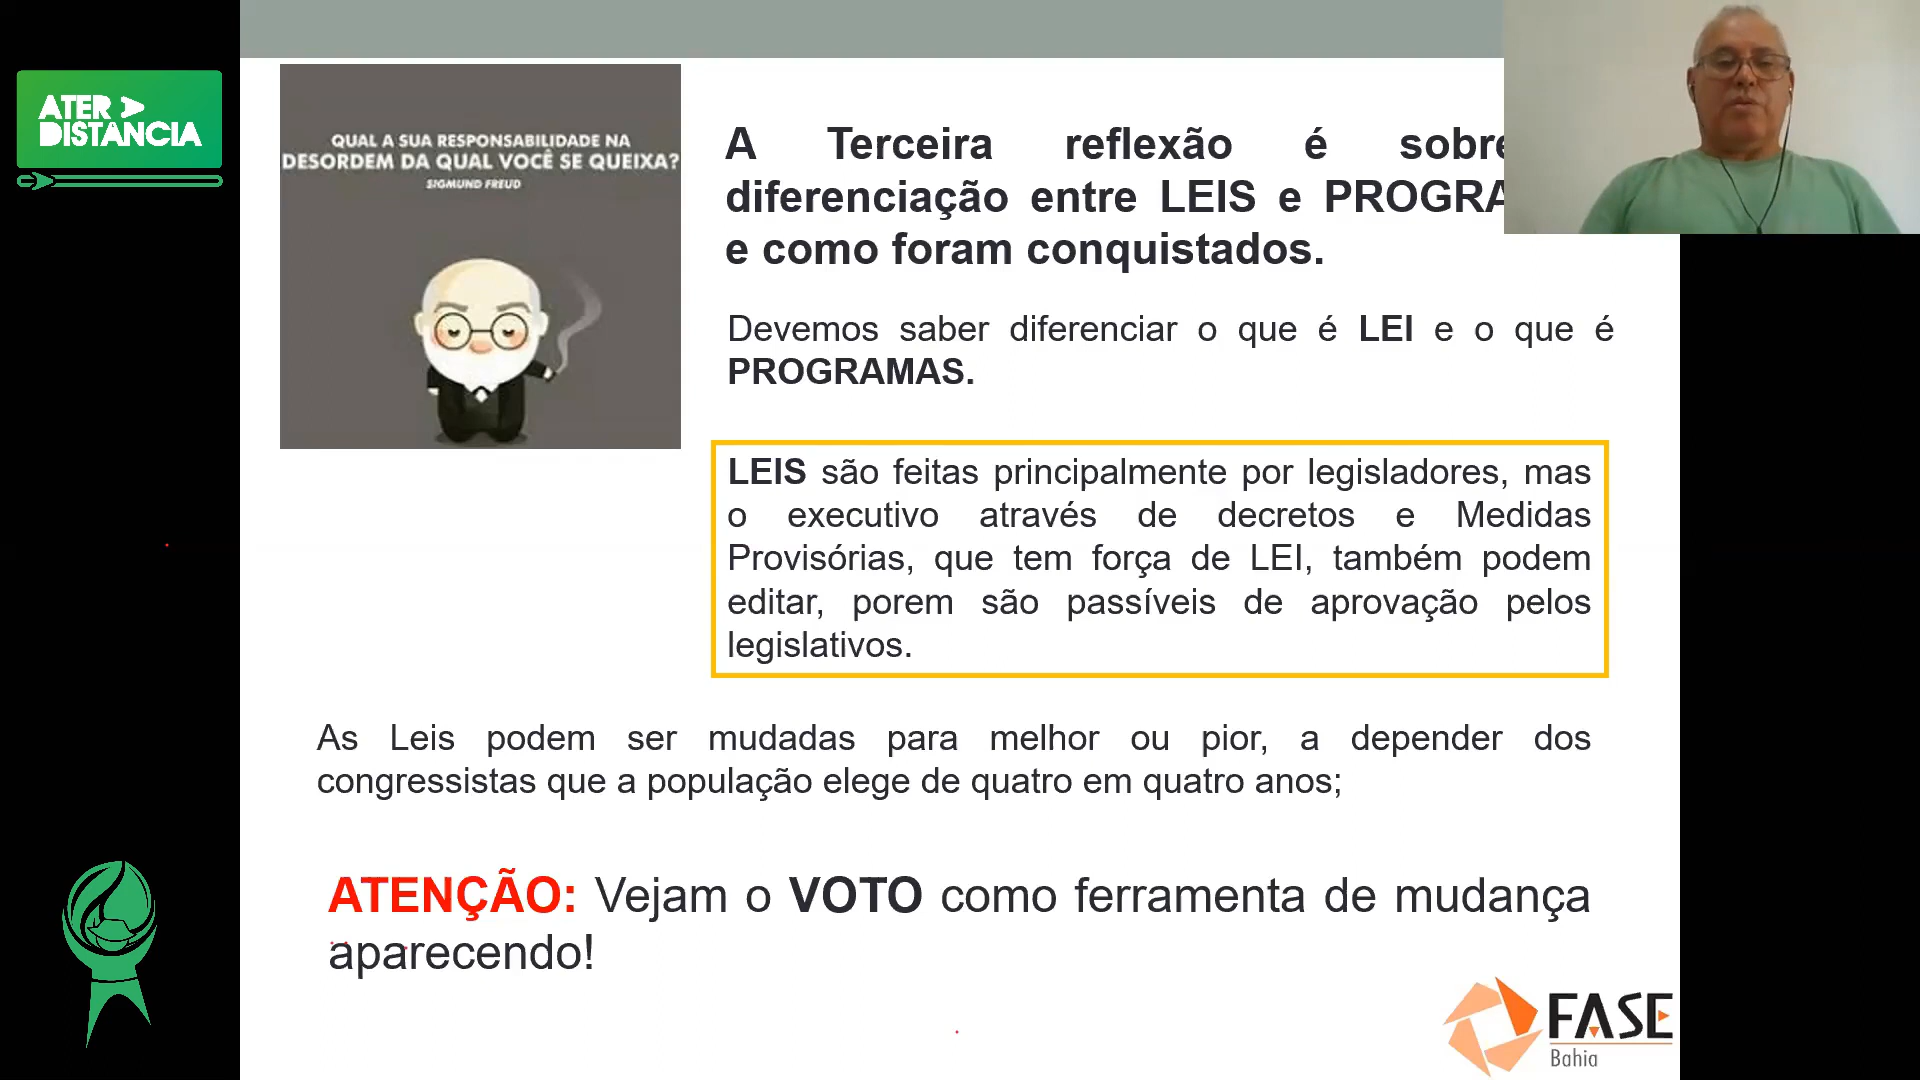 ATER
DISTANCIA
QUAL A SUA RESPONSABILIDADE NA
DESORDEM DA QUAL VOCÊ SE QUEIXA?
SIGMUND FREUD
A Terceira reflexão é sobre
diferenciação entre LEIS e PROGRA
e como foram conquistados.
Devemos saber diferenciar o que é LEI e o que é
PROGRAMAS.
LEIS são feitas principalmente por legisladores, mas
o executivo através de decretos e Medidas
Provisórias, que tem força de LEI, também podem
editar, porem são passíveis de aprovação pelos
legislativos.
As Leis podem ser mudadas para melhor ou pior, a depender dos
congressistas que a população elege de quatro em quatro anos;
ATENÇÃO: Vejam o VOTO como ferramenta de mudança
aparecendo!
FASE
Bahia